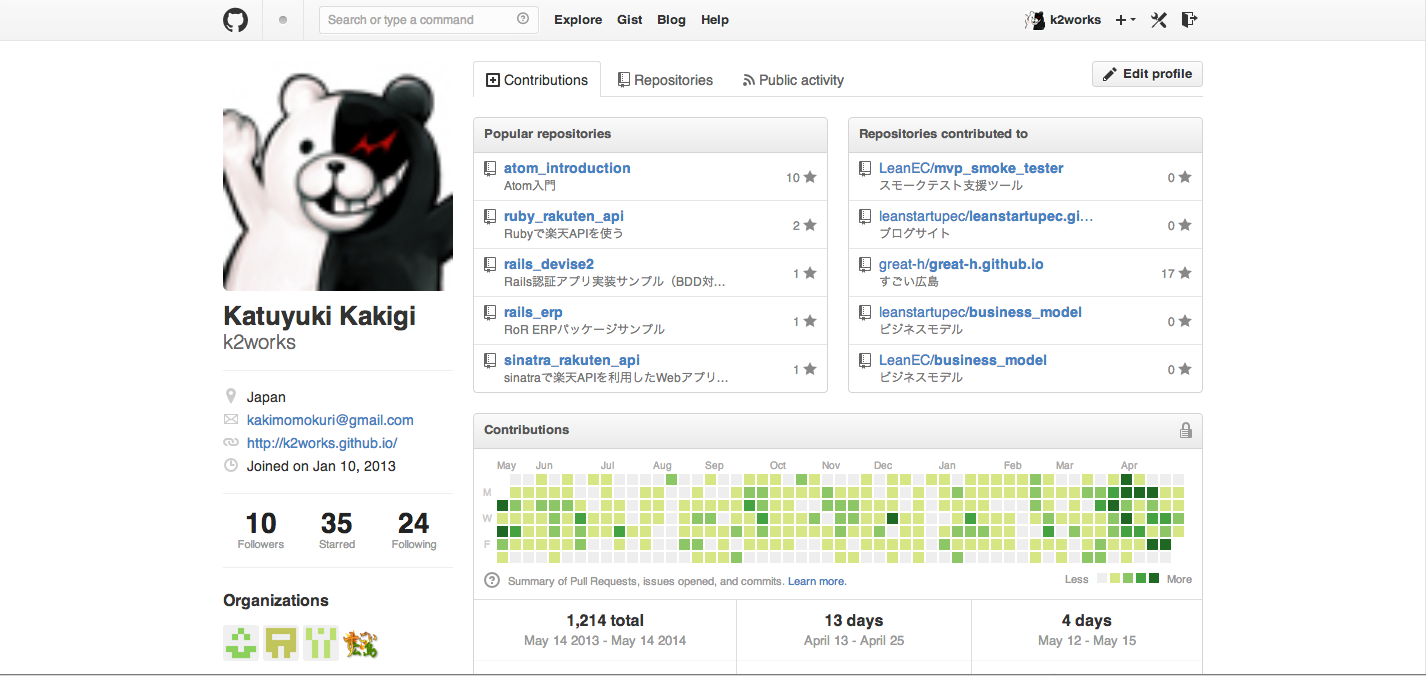 Search or type a command
Explore Gist Blog Help
k2works
Contributions Repositories Public activity
Edit profile
Katuyuki Kakigi
k2works
Japan
kakimomokuri@gmail.com
http://k2works.github.io/
Joined on Jan 10, 2013
10 35 24
Followers Starred Following
Organizations
Popular repositories
atom_introduction
Atom入門
10
ruby_rakuten_api
Rubyで楽天APIを使う
2
rails_devise2
Rails認証アプリ実装サンプル（BDD対...
1
rails_erp
RoR ERPパッケージサンプル
1
sinatra_rakuten_api
sinatraで楽天APIを利用したWebアプリ...
1
Repositories contributed to
LeanEC/mvp_smoke_tester
スモークテスト支援ツール
0
leanstartupec/leanstartupec.gi...
ブログサイト
0
great-h/great-h.github.io
すごい広島
17
leanstartupec/business_model
ビジネスモデル
0
LeanEC/business_model
ビジネスモデル
0
Contributions
May Jun Jul Aug Sep Oct Nov Dec Jan Feb Mar Apr
M
W
F
Summary of Pull Requests, issues opened, and commits. Learn more.
Less More
1,214 total
May 14 2013 - May 14 2014
13 days
April 13 - April 25
4 days
May 12 - May 15